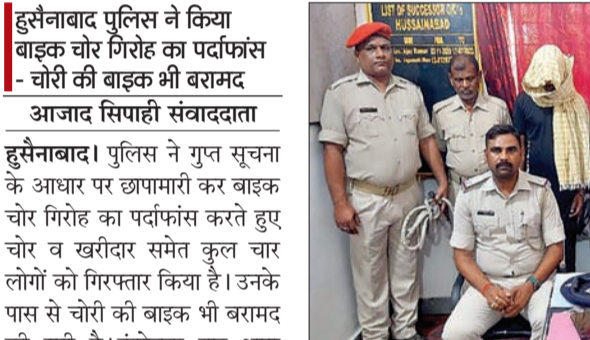 हुसैनाबाद पुलिस ने किया
बाइक चोर गिरोह का पर्दाफांस
- चोरी की बाइक भी बरामद
आजाद सिपाही संवाददाता
हुसैनाबाद। पुलिस ने गुप्त सूचना
के आधार पर छापामारी कर बाइक
चोर गिरोह का पर्दाफांस करते हुए
चोर व खरीदार समेत कुल चार
लोगों को गिरफ्तार किया है। उनके
पास से चोरी की बाइक भी बरामद
LIST OF SUCCESSOR
HUSSAINABAD